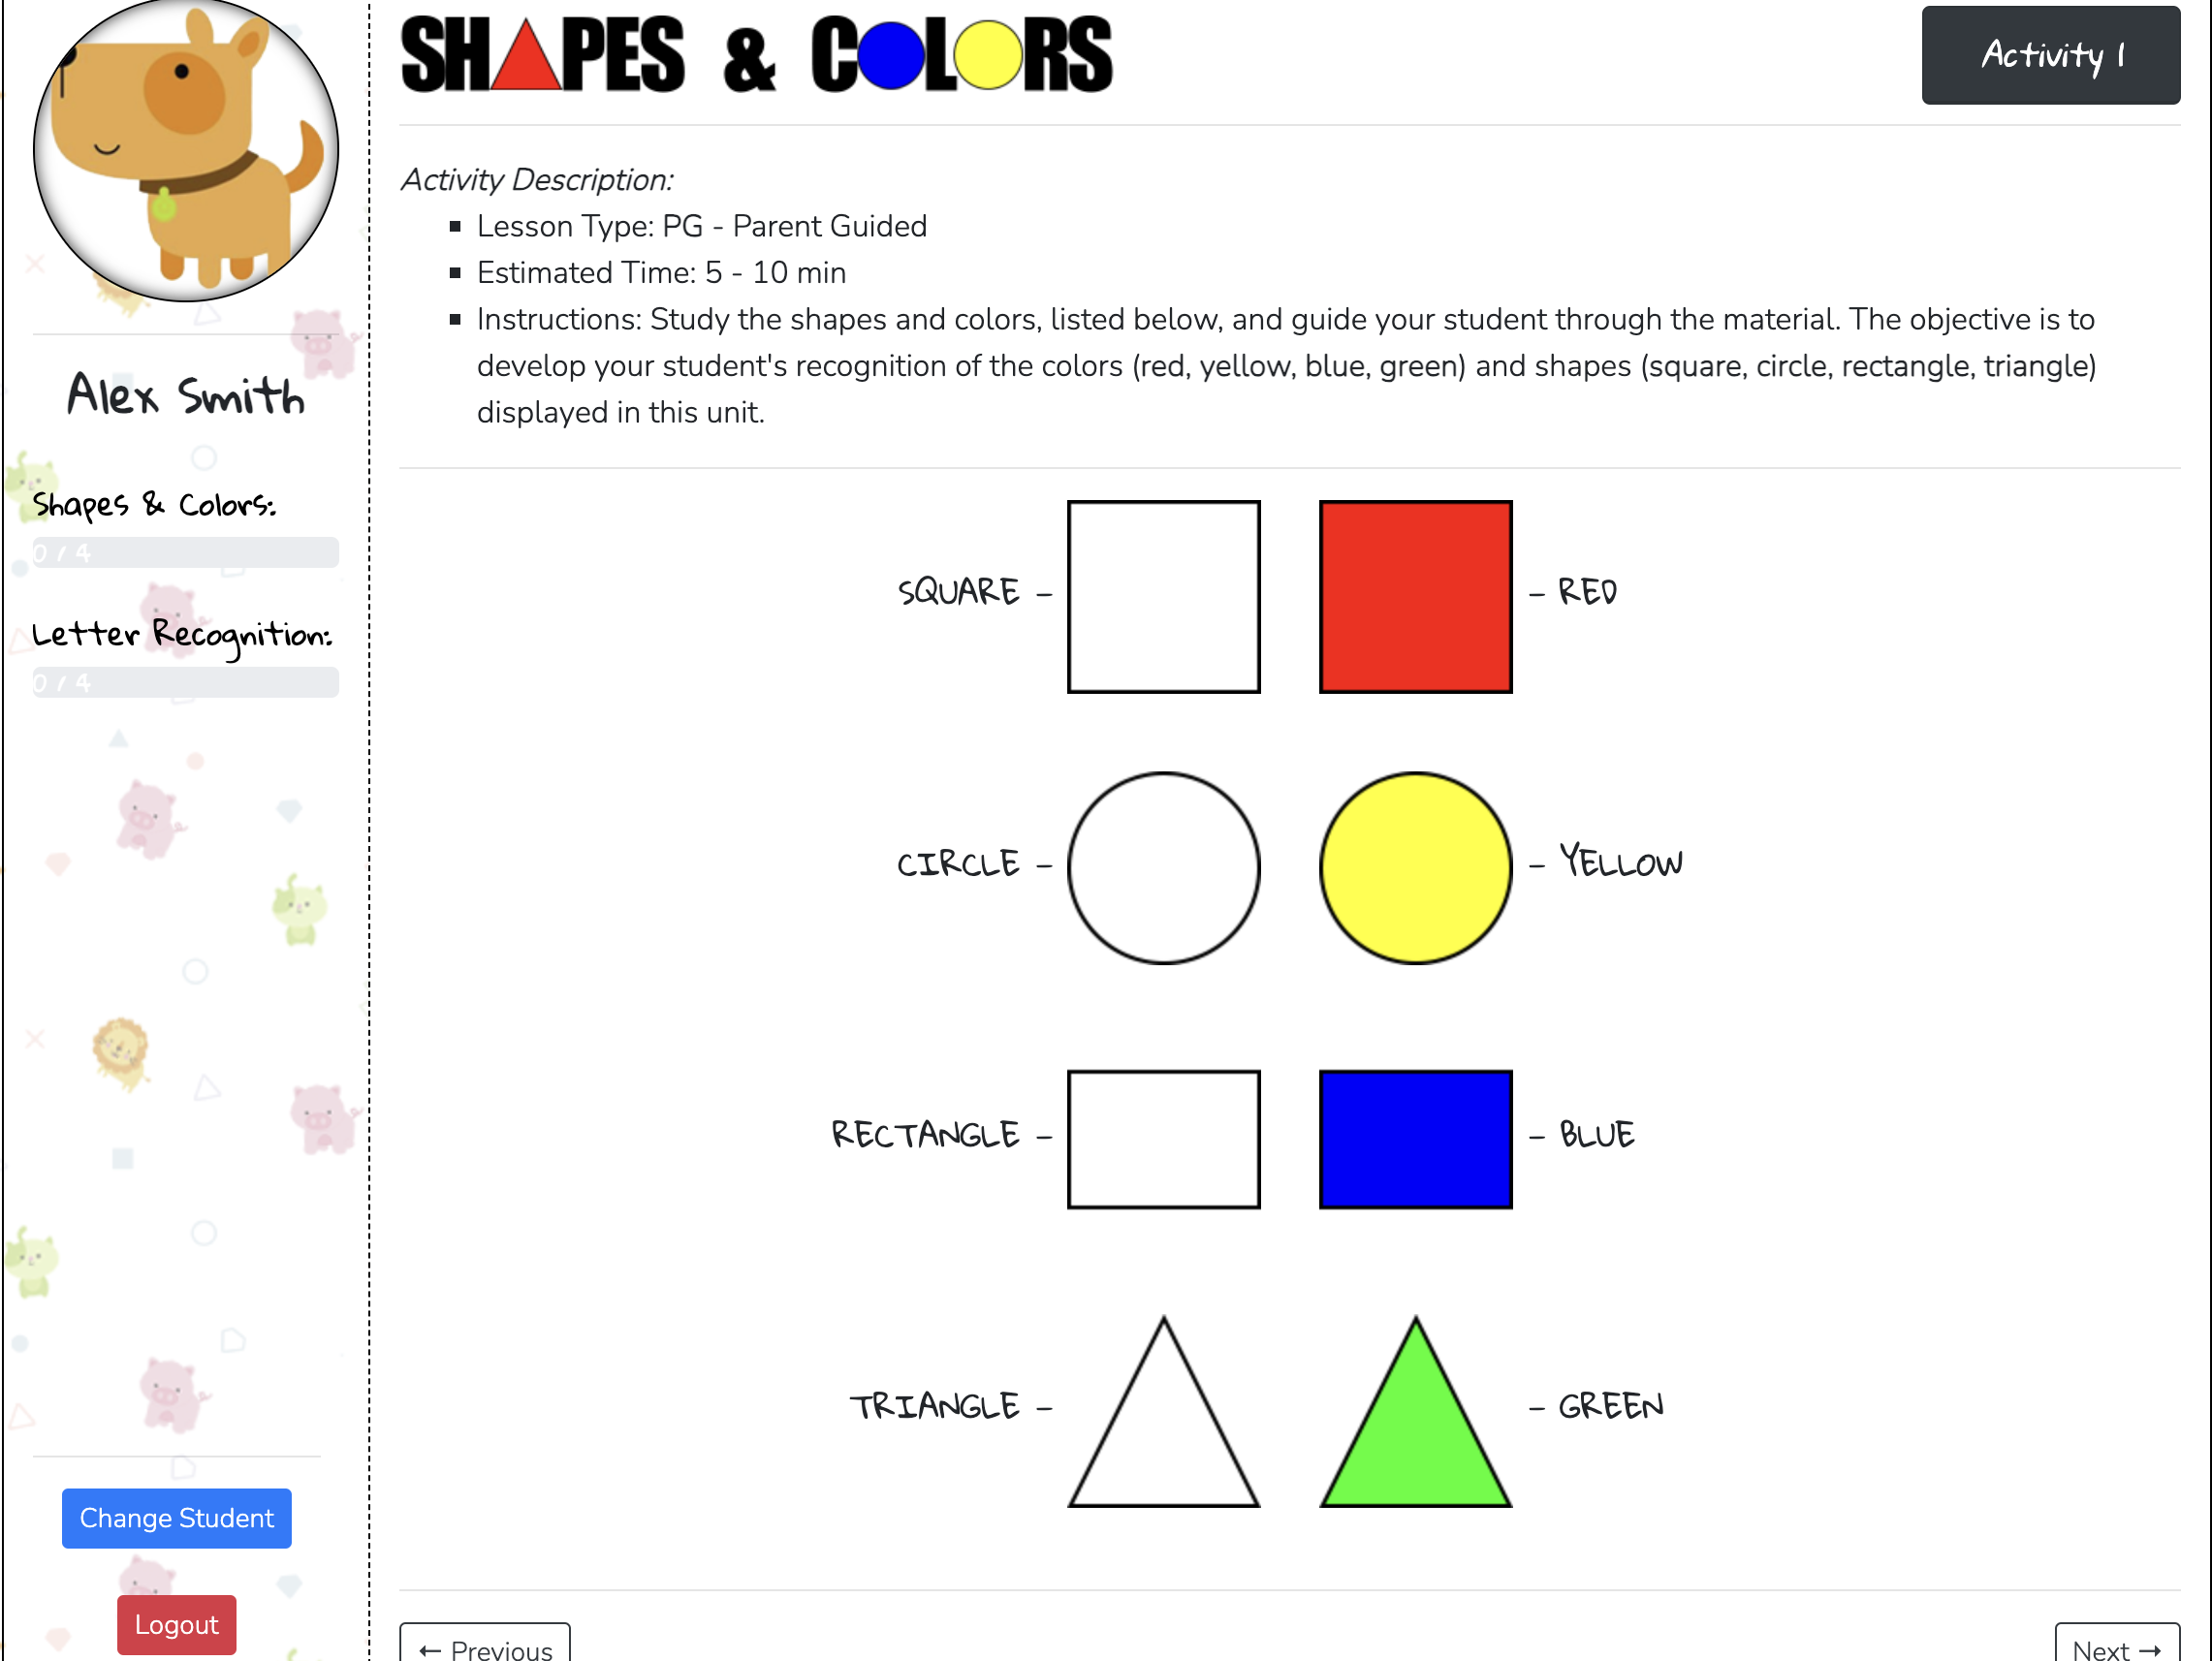 SHAPES & COLORS
Activity 1
Activity Description:
Lesson Type: PG - Parent Guided
Estimated Time: 5 - 10 min
Instructions: Study the shapes and colors, listed below, and guide your student through the material. The objective is to
develop your student's recognition of the colors (red, yellow, blue, green) and shapes (square, circle, rectangle, triangle)
displayed in this unit.
Alex Smith
Shapes & Colors:
0 / 4
Letter Recognition:
0 / 4
SQUARE -
- RED
CIRCLE -
- YELLOW
RECTANGLE -
- BLUE
TRIANGLE -
- GREEN
Change Student
Logout
← Previous
Next →